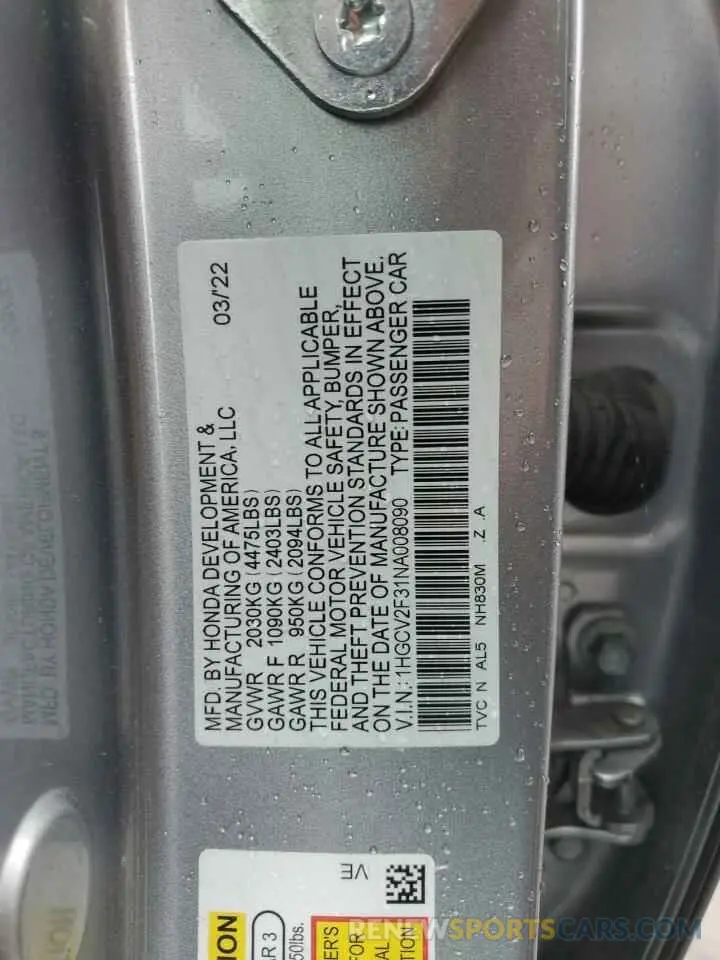 MFD. BY HONDA DEVELOPMENT & 03/'22
MANUFACTURING OF AMERICA, LLC
GVWR 2030KG (4475LBS)
GAWR F 1090KG (2403LBS)
GAWR R 950KG (2094LBS)
THIS VEHICLE CONFORMS TO ALL APPLICABLE
FEDERAL MOTOR VEHICLE SAFETY, BUMPER,
AND THEFT PREVENTION STANDARDS IN EFFECT
ON THE DATE OF MANUFACTURE SHOWN ABOVE.
V.I.N.:1HGCV2F31NA008090 TYPE: PASSENGER CAR
TVC N AL5 NH830M .Z .A
VE
RENEWSPORTSCARS.COM